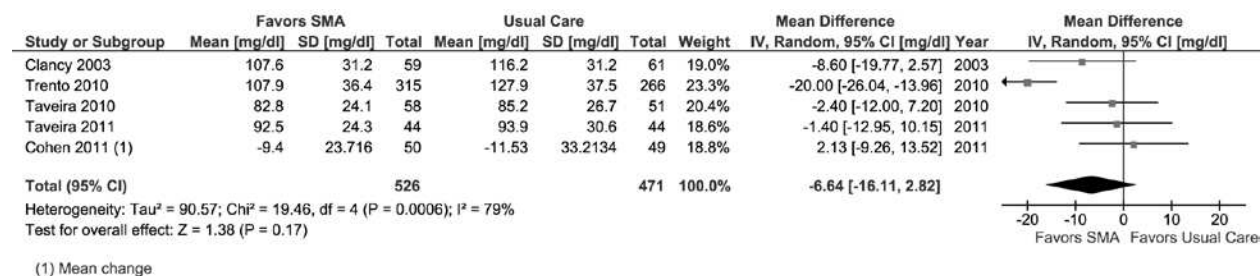 Favors SMA Usual Care Mean Difference Mean Difference
Study or Subgroup Mean [mg/dl] SD [mg/dl] Total Mean [mg/dl] SD [mg/dl] Total Weight IV, Random, 95% CI [mg/dl] Year IV, Random, 95% CI [mg/dl]
Clancy 2003 107.6 31.2 59 116.2 31.2 61 19.0% -8.60 [-19.77, 2.57] 2003
Trento 2010 107.9 36.4 315 127.9 37.5 266 23.3% -20.00 [-26.04, -13.96] 2010
Taveira 2010 82.8 24.1 58 85.2 26.7 51 20.4% -2.40 [-12.00, 7.20] 2010
Taveira 2011 92.5 24.3 44 93.9 30.6 44 18.6% -1.40 [-12.95, 10.15] 2011
Cohen 2011 (1) -9.4 23.716 50 -11.53 33.2134 49 18.8% 2.13 [-9.26, 13.52] 2011
Total (95% CI) 526 471 100.0% -6.64 [-16.11, 2.82]
Heterogeneity: Tau² = 90.57; Chi² = 19.46, df = 4 (P = 0.0006); I² = 79%
Test for overall effect: Z = 1.38 (P = 0.17)
-20 -10 0 10 20
Favors SMA Favors Usual Care
(1) Mean change